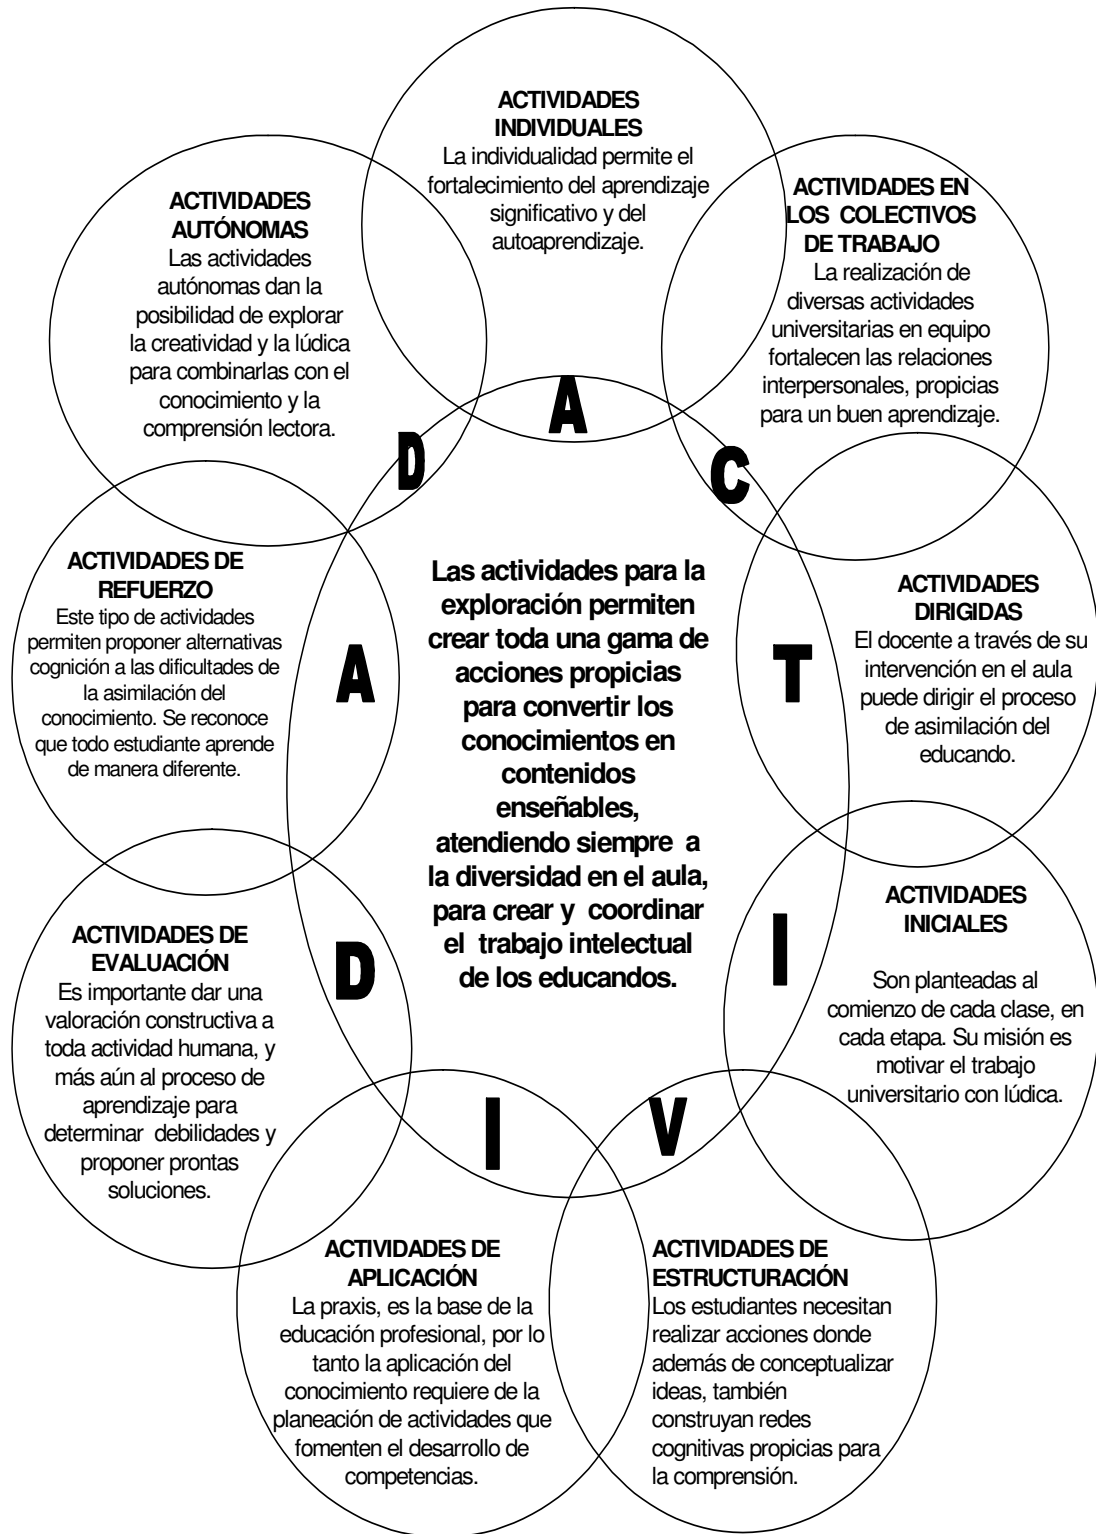 ACTIVIDADES
INDIVIDUALES
La individualidad permite el
fortalecimiento del aprendizaje
significativo y del
autoaprendizaje.
ACTIVIDADES EN
LOS COLECTIVOS
DE TRABAJO
La realización de
diversas actividades
universitarias en equipo
fortalecen las relaciones
interpersonales, propicias
para un buen aprendizaje.
ACTIVIDADES
DIRIGIDAS
El docente a través de su
intervención en el aula
puede dirigir el proceso
de asimilación del
educando.
ACTIVIDADES
INICIALES
Son planteadas al
comienzo de cada clase, en
cada etapa. Su misión es
motivar el trabajo
universitario con lúdica.
ACTIVIDADES DE
ESTRUCTURACIÓN
Los estudiantes necesitan
realizar acciones donde
además de conceptualizar
ideas, también
construyan redes
cognitivas propicias para
la comprensión.
ACTIVIDADES DE
APLICACIÓN
La praxis, es la base de la
educación profesional, por lo
tanto la aplicación del
conocimiento requiere de la
planeación de actividades que
fomenten el desarrollo de
competencias.
ACTIVIDADES DE
EVALUACIÓN
Es importante dar una
valoración constructiva a
toda actividad humana, y
más aún al proceso de
aprendizaje para
determinar debilidades y
proponer prontas
soluciones.
ACTIVIDADES DE
REFUERZO
Este tipo de actividades
permiten proponer alternativas
cognición a las dificultades de
la asimilación del
conocimiento. Se reconoce
que todo estudiante aprende
de manera diferente.
ACTIVIDADES
AUTÓNOMAS
Las actividades
autónomas dan la
posibilidad de explorar
la creatividad y la lúdica
para combinarlas con el
conocimiento y la
comprensión lectora.
A
C
T
I
V
I
D
A
D
Las actividades para la
exploración permiten
crear toda una gama de
acciones propicias
para convertir los
conocimientos en
contenidos
enseñables,
atendiendo siempre a
la diversidad en el aula,
para crear y coordinar
el trabajo intelectual
de los educandos.